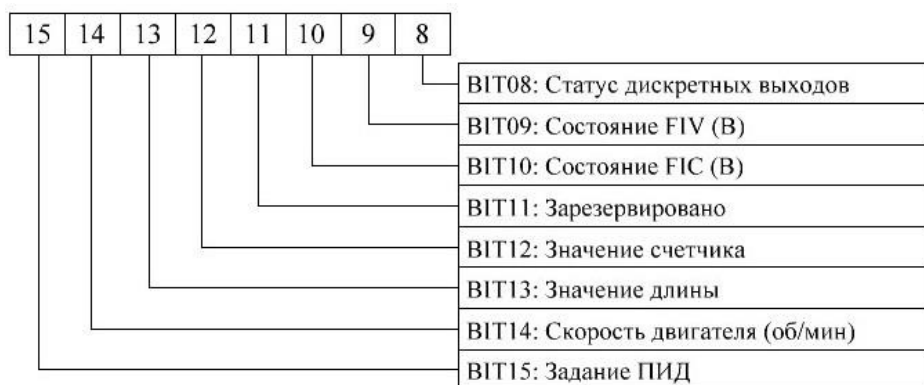 15 14 13 12 11 10 9 8
BIT08: Статус дискретных выходов
BIT09: Состояние FIV (В)
BIT10: Состояние FIC (В)
BIT11: Зарезервировано
BIT12: Значение счетчика
BIT13: Значение длины
BIT14: Скорость двигателя (об/мин)
BIT15: Задание ПИД